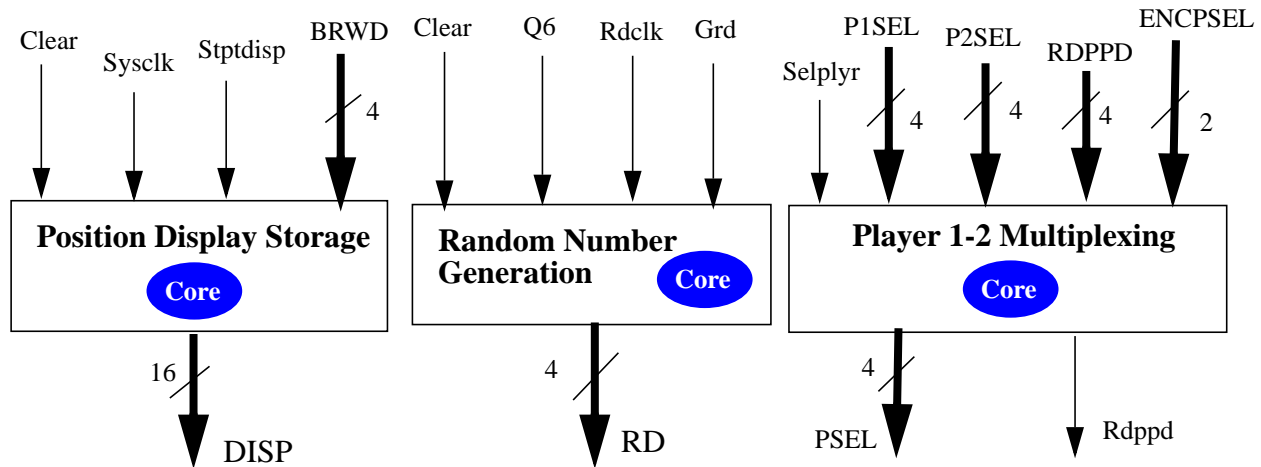 Clear
Sysclk
Stptdisp
BRWD
4
Position Display Storage
Core
16
DISP
Clear
Q6
Rdclk
Grd
Random Number
Generation
Core
4
RD
Selplyr
P1SEL
4
P2SEL
4
RDPPD
4
ENCPSEL
2
Player 1-2 Multiplexing
Core
4
PSEL
Rdppd